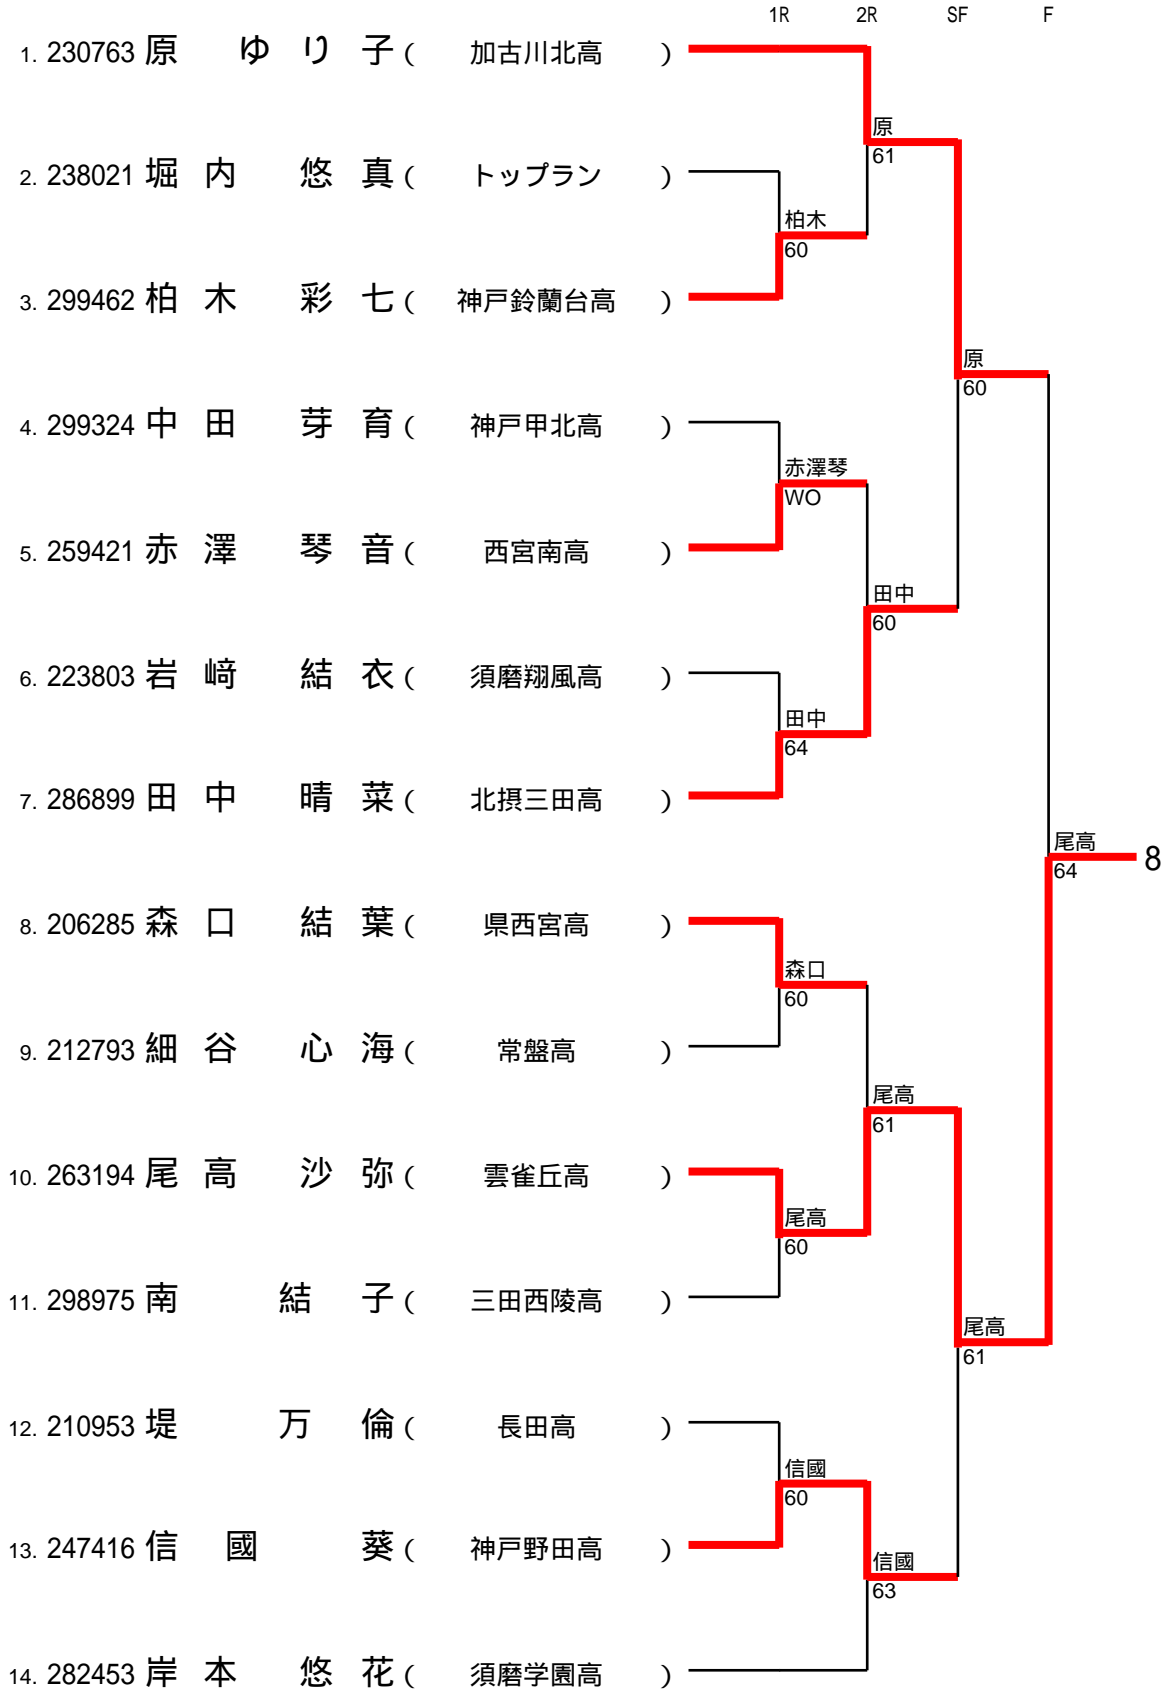 1R 2R SF F
1. 230763 原 ゆり子 ( 加古川北高 )
原
61
2. 238021 堀内 悠真 ( トップラン )
柏木
60
3. 299462 柏木 彩七 ( 神戸鈴蘭台高 )
原
60
4. 299324 中田 芽育 ( 神戸甲北高 )
赤澤琴
WO
5. 259421 赤澤 琴音 ( 西宮南高 )
田中
60
6. 223803 岩﨑 結衣 ( 須磨翔風高 )
田中
64
7. 286899 田中 晴菜 ( 北摂三田高 )
尾高
64
8
8. 206285 森口 結葉 ( 県西宮高 )
森口
60
9. 212793 細谷 心海 ( 常盤高 )
尾高
61
10. 263194 尾高 沙弥 ( 雲雀丘高 )
尾高
60
11. 298975 南 結子 ( 三田西陵高 )
尾高
61
12. 210953 堤 万倫 ( 長田高 )
信國
60
13. 247416 信國 葵 ( 神戸野田高 )
信國
63
14. 282453 岸本 悠花 ( 須磨学園高 )